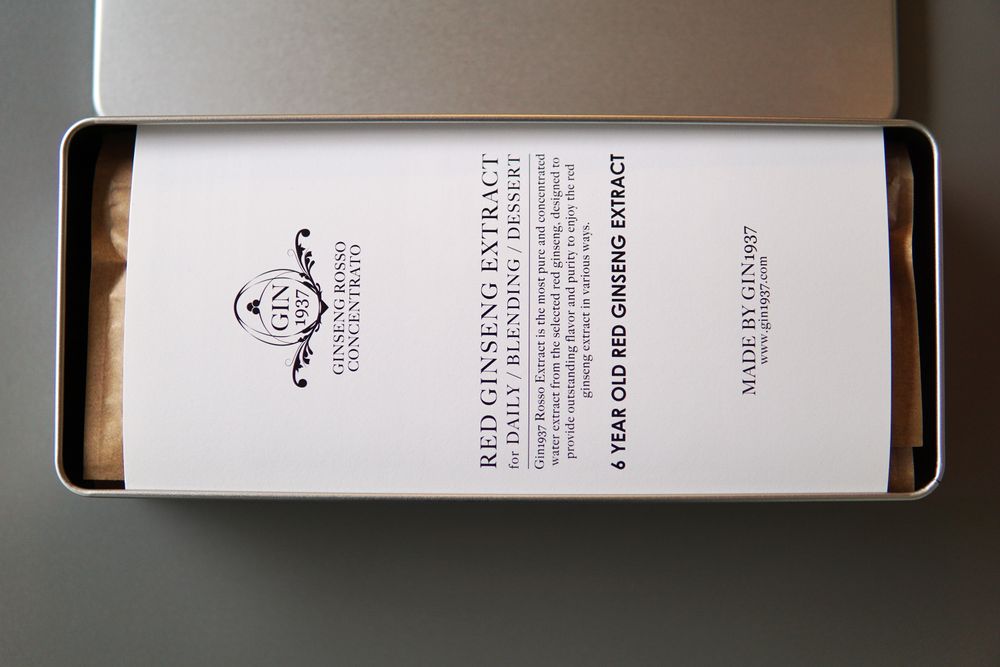 GIN
1937
GINSENG ROSSO
CONCENTRATO
RED GINSENG EXTRACT
for DAILY / BLENDING / DESSERT
Gin1937 Rosso Extract is the most pure and concentrated
water extract from the selected red ginseng, designed to
provide outstanding flavor and purity to enjoy the red
ginseng extract in various ways.
6 YEAR OLD RED GINSENG EXTRACT
MADE BY GIN1937
www.gin1937.com